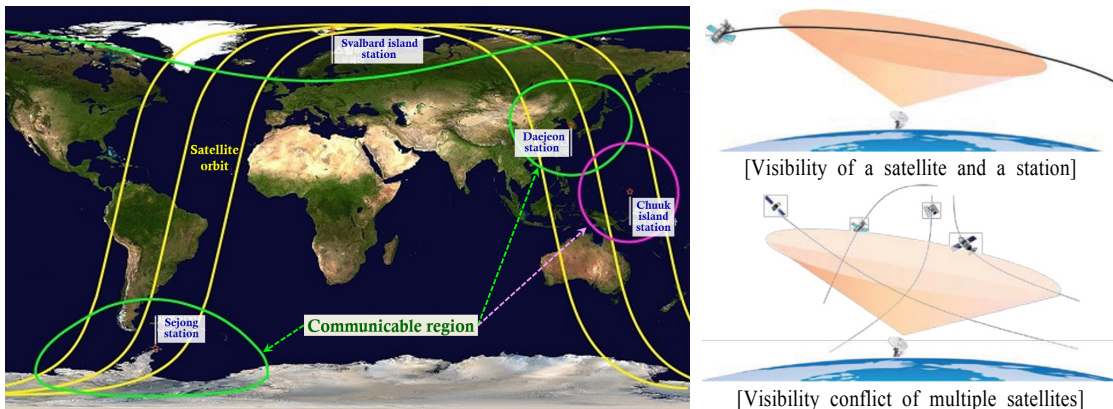 Svalbard island
station
Satellite
orbit
Daejeon
station
Chuuk
island
station
Sejong
station
Communicable region
[Visibility of a satellite and a station]
[Visibility conflict of multiple satellites]